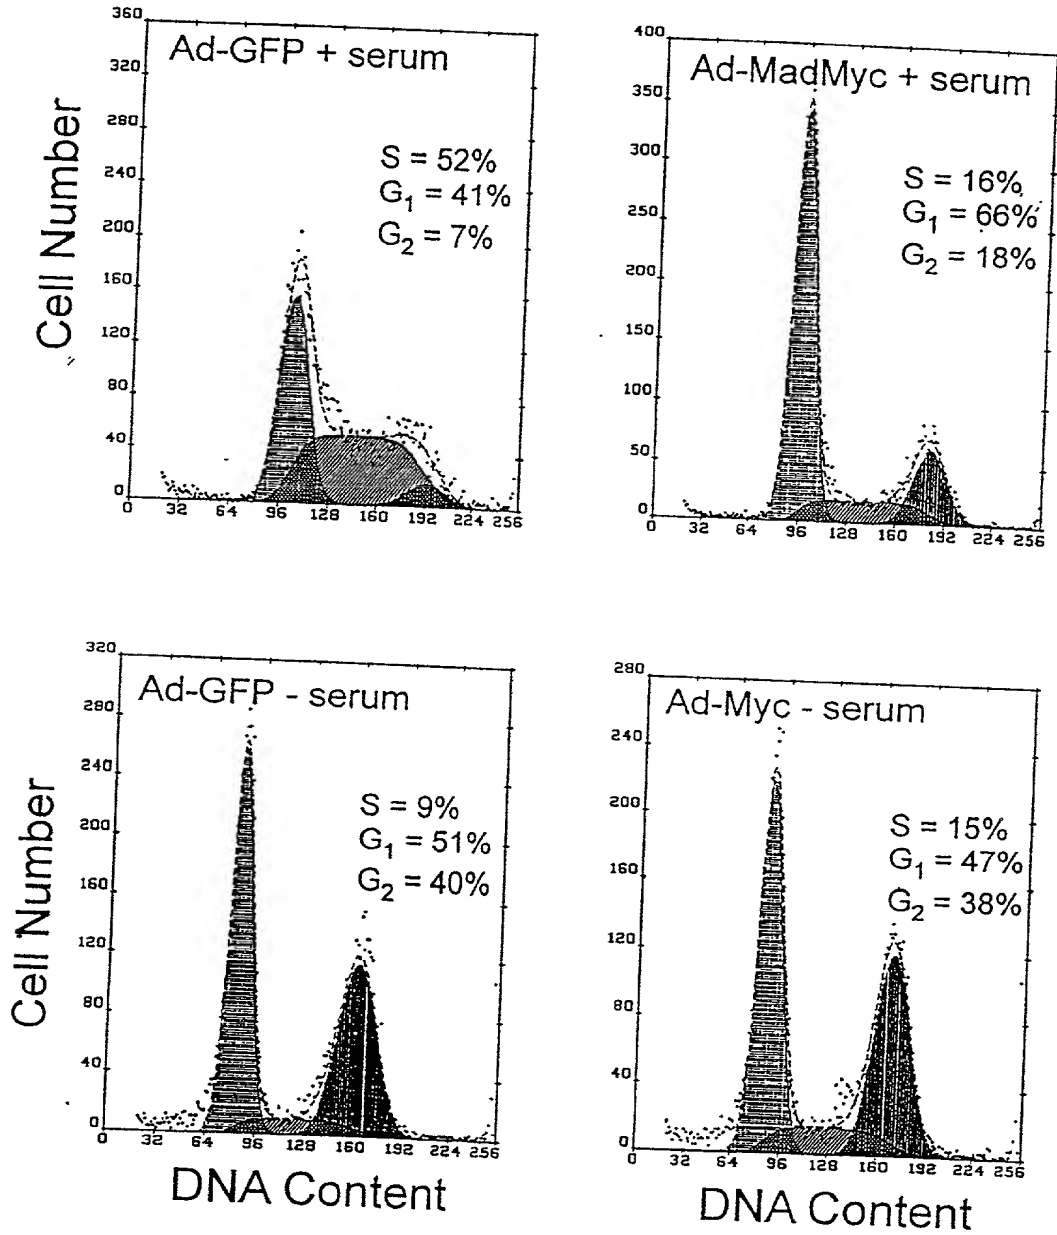 Ad-GFP + serum
S = 52%
G1 = 41%
G2 = 7%
Cell Number
360
320
280
240
200
160
120
80
40
0
0 32 64 96 128 160 192 224 256
Ad-MadMyc + serum
S = 16%
G1 = 66%
G2 = 18%
400
350
300
250
200
150
100
50
0
0 32 64 96 128 160 192 224 256
Ad-GFP - serum
S = 9%
G1 = 51%
G2 = 40%
Cell Number
320
280
240
200
160
120
80
40
0
0 32 64 96 128 160 192 224 256
DNA Content
Ad-Myc - serum
S = 15%
G1 = 47%
G2 = 38%
280
240
200
160
120
80
40
0
0 32 64 96 128 160 192 224 256
DNA Content